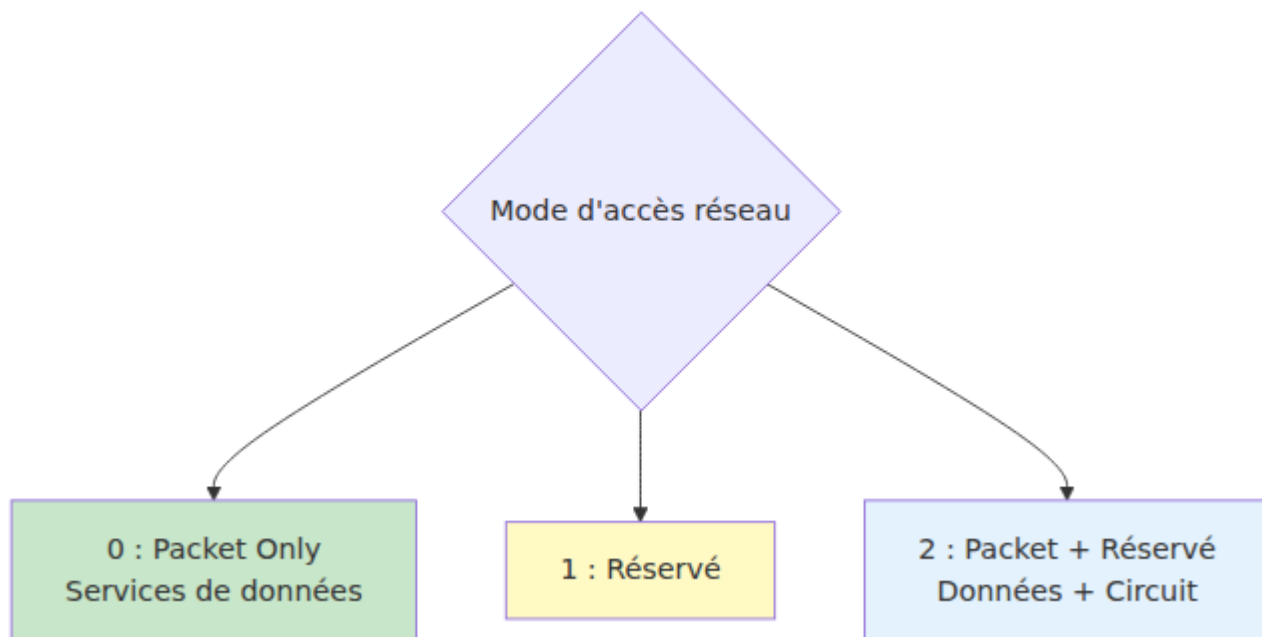 Mode d'accès réseau
0 : Packet Only
Services de données
1 : Réservé
2 : Packet + Réservé
Données + Circuit